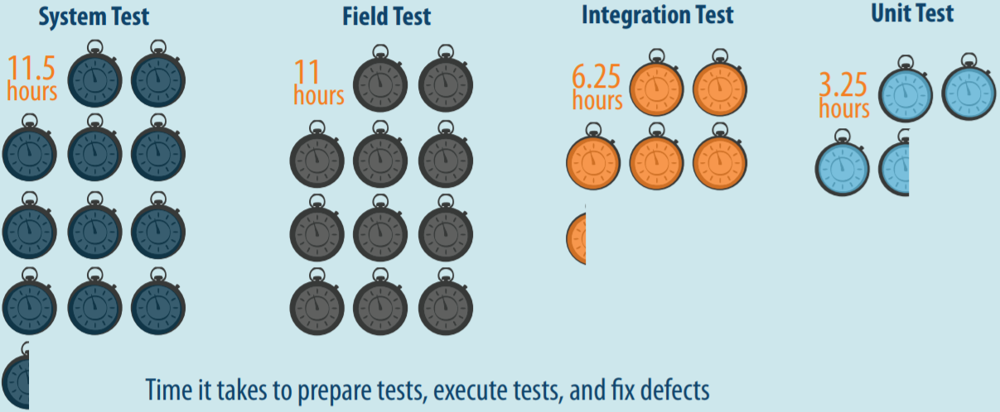 System Test
11.5
hours
Field Test
11
hours
Integration Test
6.25
hours
Unit Test
3.25
hours
Time it takes to prepare tests, execute tests, and fix defects